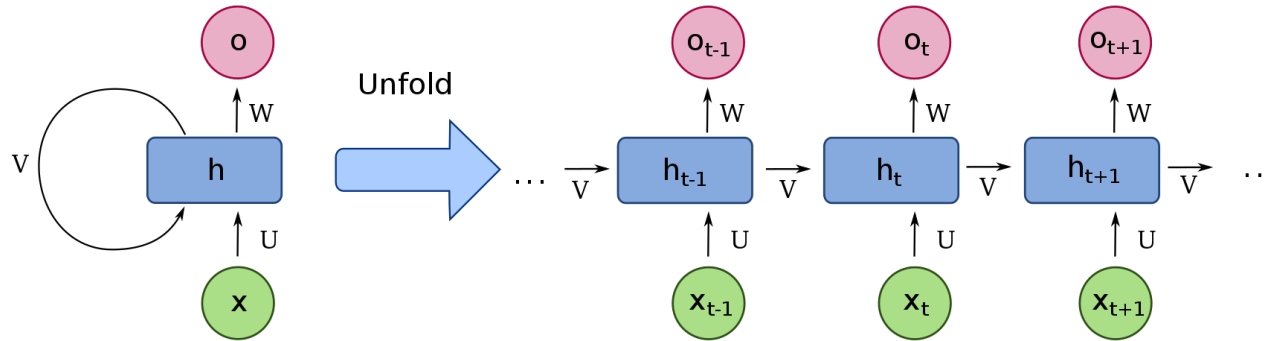 o
W
V
h
U
x
Unfold
...
V
o_{t-1}
W
h_{t-1}
U
x_{t-1}
V
o_t
W
h_t
U
x_t
V
o_{t+1}
W
h_{t+1}
U
x_{t+1}
V
..